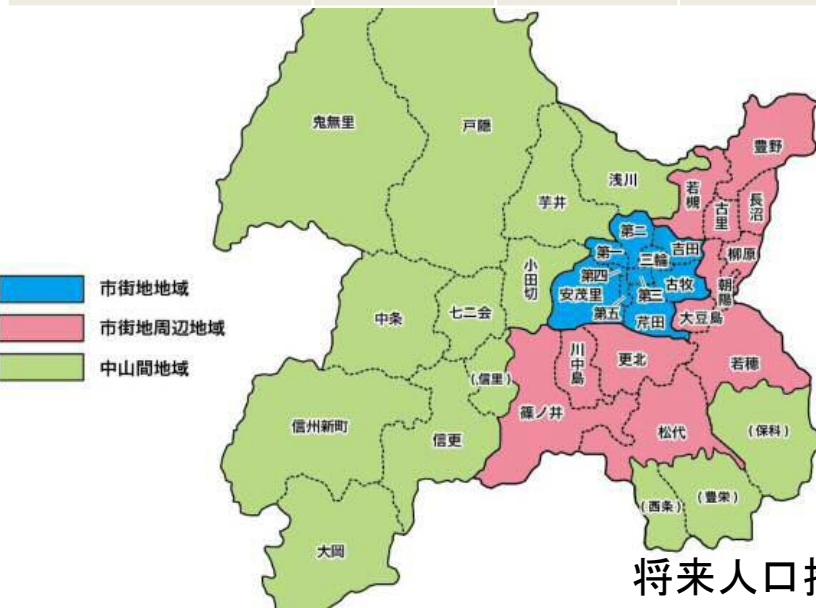 鬼無里
戸隠
豊野
浅川
芋井
若槻
古里
長沼
第二
第一
三輪
吉田
柳原
小田切
第四
古牧
朝陽
市街地地域
安茂里
第三
第五
芹田
大豆島
中条
七二会
市街地周辺地域
川中島
更北
若穂
中山間地域
(信里)
篠ノ井
信州新町
信更
松代
(保科)
(豊栄)
(西条)
大岡
将来人口